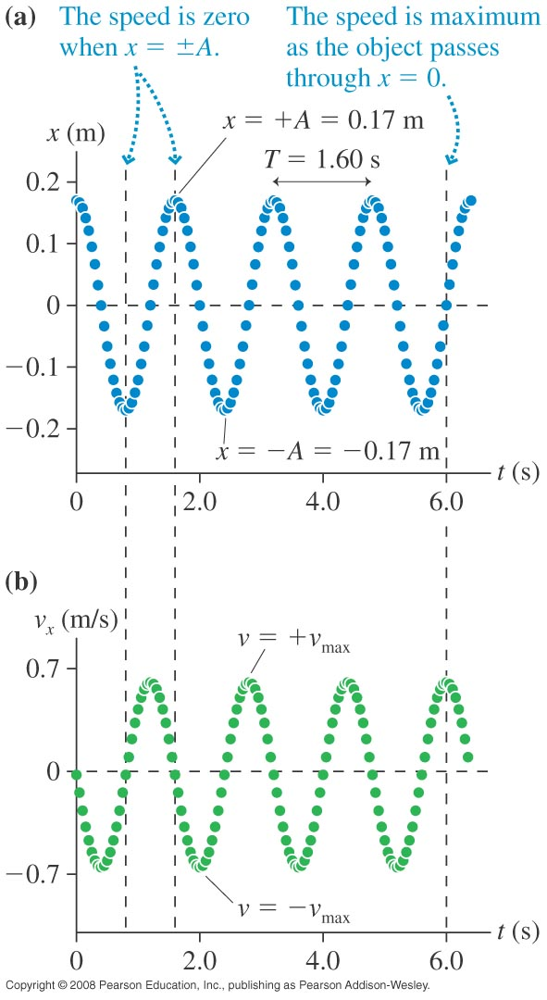 (a) The speed is zero
when x = ±A.
The speed is maximum
as the object passes
through x = 0.
x (m)
x = +A = 0.17 m
T = 1.60 s
0.2
0.1
0
−0.1
−0.2
x = −A = −0.17 m
t (s)
0 2.0 4.0 6.0
(b)
vₓ (m/s)
v = +vmax
0.7
0
−0.7
v = −vmax
t (s)
0 2.0 4.0 6.0
Copyright © 2008 Pearson Education, Inc., publishing as Pearson Addison-Wesley.